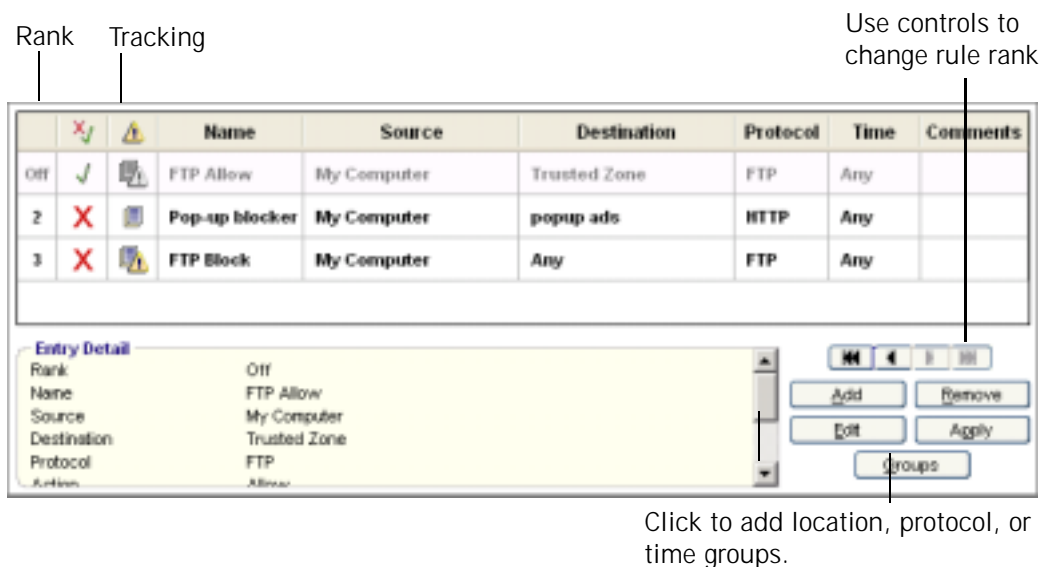 Rank Tracking
Use controls to
change rule rank
Name Source Destination Protocol Time Comments
Off FTP Allow My Computer Trusted Zone FTP Any
2 Pop-up blocker My Computer popup ads HTTP Any
3 FTP Block My Computer Any FTP Any
Entry Detail
Rank Off
Name FTP Allow
Source My Computer
Destination Trusted Zone
Protocol FTP
Action Allow
Add Remove
Edit Apply
Groups
Click to add location, protocol, or
time groups.